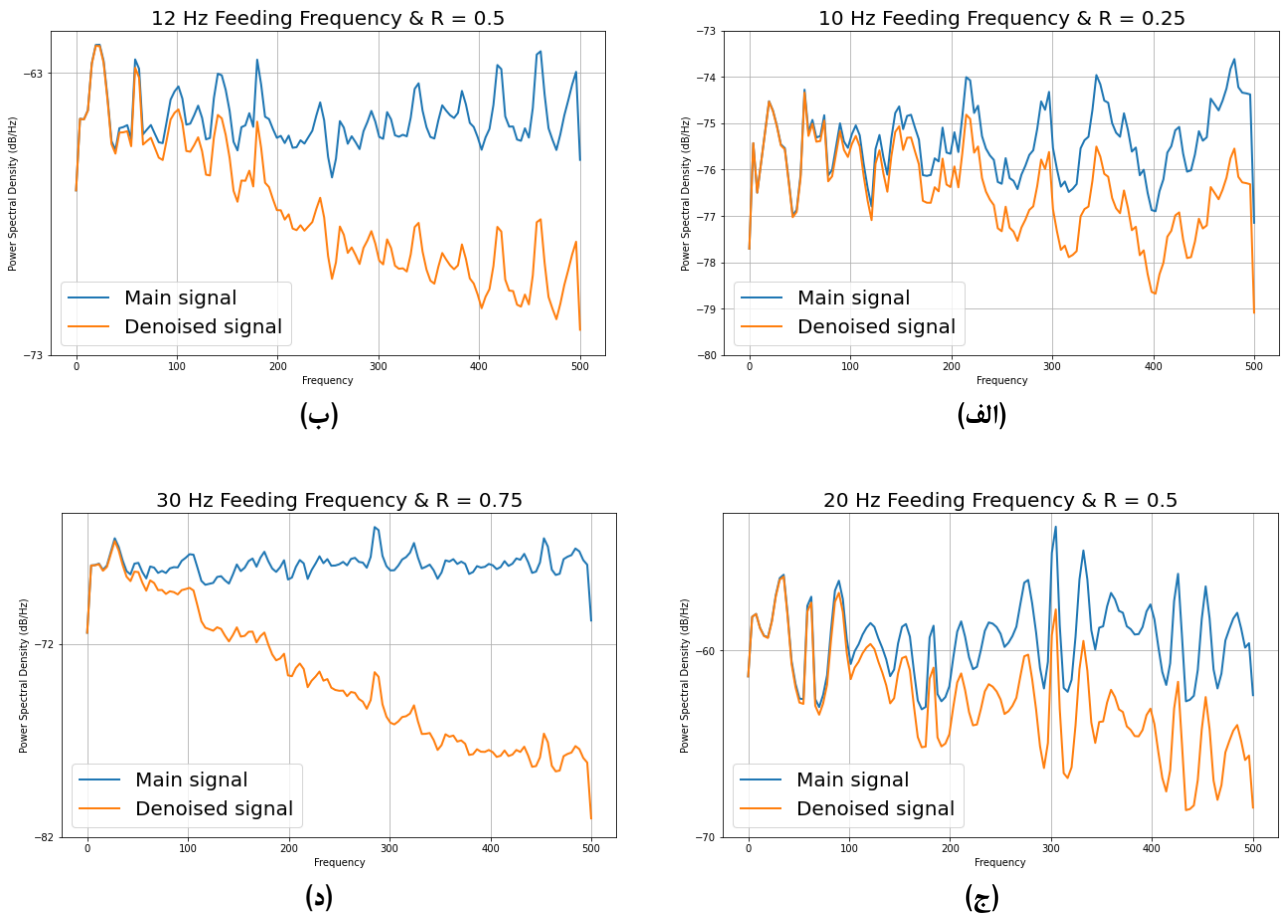 12 Hz Feeding Frequency & R = 0.5
Power Spectral Density (dB/Hz)
-63
-73
Main signal
Denoised signal
0 100 200 300 400 500
Frequency
(ب)
10 Hz Feeding Frequency & R = 0.25
Power Spectral Density (dB/Hz)
-73
-74
-75
-76
-77
-78
-79
-80
Main signal
Denoised signal
0 100 200 300 400 500
Frequency
(الف)
30 Hz Feeding Frequency & R = 0.75
Power Spectral Density (dB/Hz)
-72
-82
Main signal
Denoised signal
0 100 200 300 400 500
Frequency
(د)
20 Hz Feeding Frequency & R = 0.5
Power Spectral Density (dB/Hz)
-60
-70
Main signal
Denoised signal
0 100 200 300 400 500
Frequency
(ج)